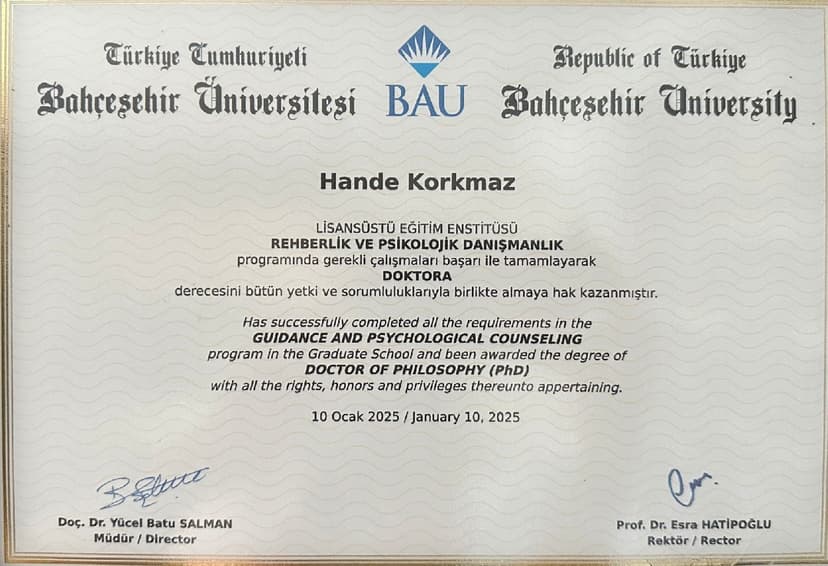 Türkiye Cumhuriyeti
Bahçeşehir Üniversitesi
BAU
Republic of Türkiye
Bahçeşehir University
Hande Korkmaz
LİSANSÜSTÜ EĞİTİM ENSTİTÜSÜ
REHBERLİK VE PSİKOLOJİK DANIŞMANLIK
programında gerekli çalışmaları başarı ile tamamlayarak
DOKTORA
derecesini bütün yetki ve sorumluluklarıyla birlikte almaya hak kazanmıştır.
Has successfully completed all the requirements in the
GUIDANCE AND PSYCHOLOGICAL COUNSELING
program in the Graduate School and been awarded the degree of
DOCTOR OF PHILOSOPHY (PhD)
with all the rights, honors and privileges thereunto appertaining.
10 Ocak 2025 / January 10, 2025
Doç. Dr. Yücel Batu SALMAN
Müdür / Director
Prof. Dr. Esra HATİPOĞLU
Rektör / Rector